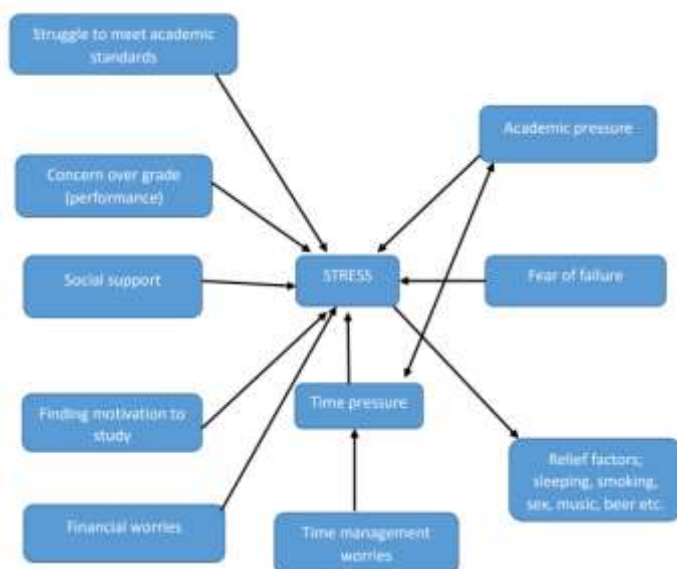 Struggle to meet academic
standards
Academic pressure
Concern over grade
(performance)
Social support
STRESS
Fear of failure
Finding motivation to
study
Time pressure
Relief factors;
sleeping, smoking,
sex, music, beer etc.
Financial worries
Time management
worries